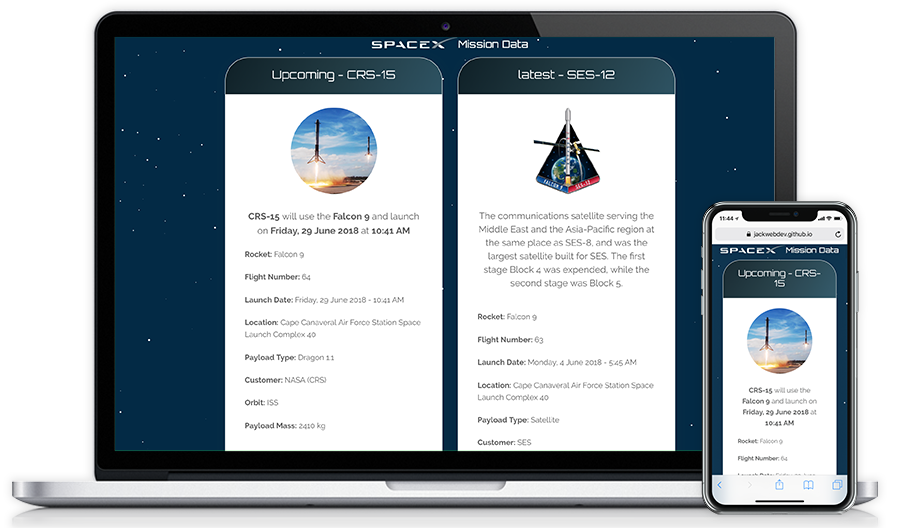 SPACEX Mission Data
Upcoming - CRS-15
CRS-15 will use the Falcon 9 and launch
on Friday, 29 June 2018 at 10:41 AM
Rocket: Falcon 9
Flight Number: 64
Launch Date: Friday, 29 June 2018 - 10:41 AM
Location: Cape Canaveral Air Force Station Space
Launch Complex 40
Payload Type: Dragon 1.1
Customer: NASA (CRS)
Orbit: ISS
Payload Mass: 2410 kg
latest - SES-12
FALCON 9
SES-12
The communications satellite serving the
Middle East and the Asia-Pacific region at
the same place as SES-8, and was the
largest satellite built for SES. The first
stage Block 4 was expended, while the
second stage was Block 5.
Rocket: Falcon 9
Flight Number: 63
Launch Date: Monday, 4 June 2018 - 5:45 AM
Location: Cape Canaveral Air Force Station Space
Launch Complex 40
Payload Type: Satellite
Customer: SES
11:44
jackwebdev.github.io
SPACEX Mission Data
Upcoming - CRS-
15
CRS-15 will use the
Falcon 9 and launch on
Friday, 29 June 2018 at
10:41 AM
Rocket: Falcon 9
Flight Number: 64